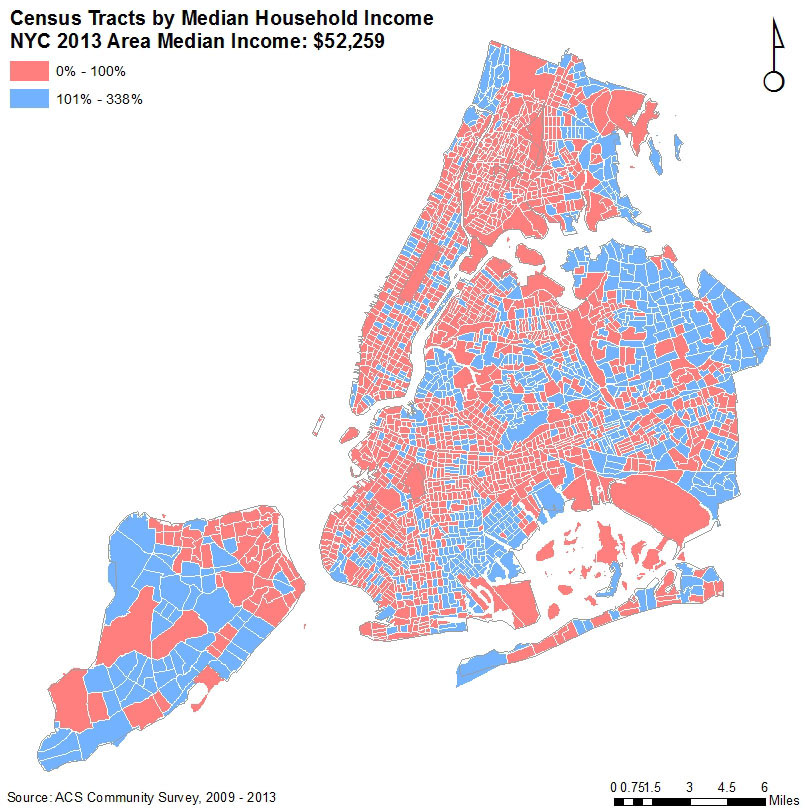 Census Tracts by Median Household Income
NYC 2013 Area Median Income: $52,259
0% - 100%
101% - 338%
Source: ACS Community Survey, 2009 - 2013
0 0.751.5 3 4.5 6
Miles